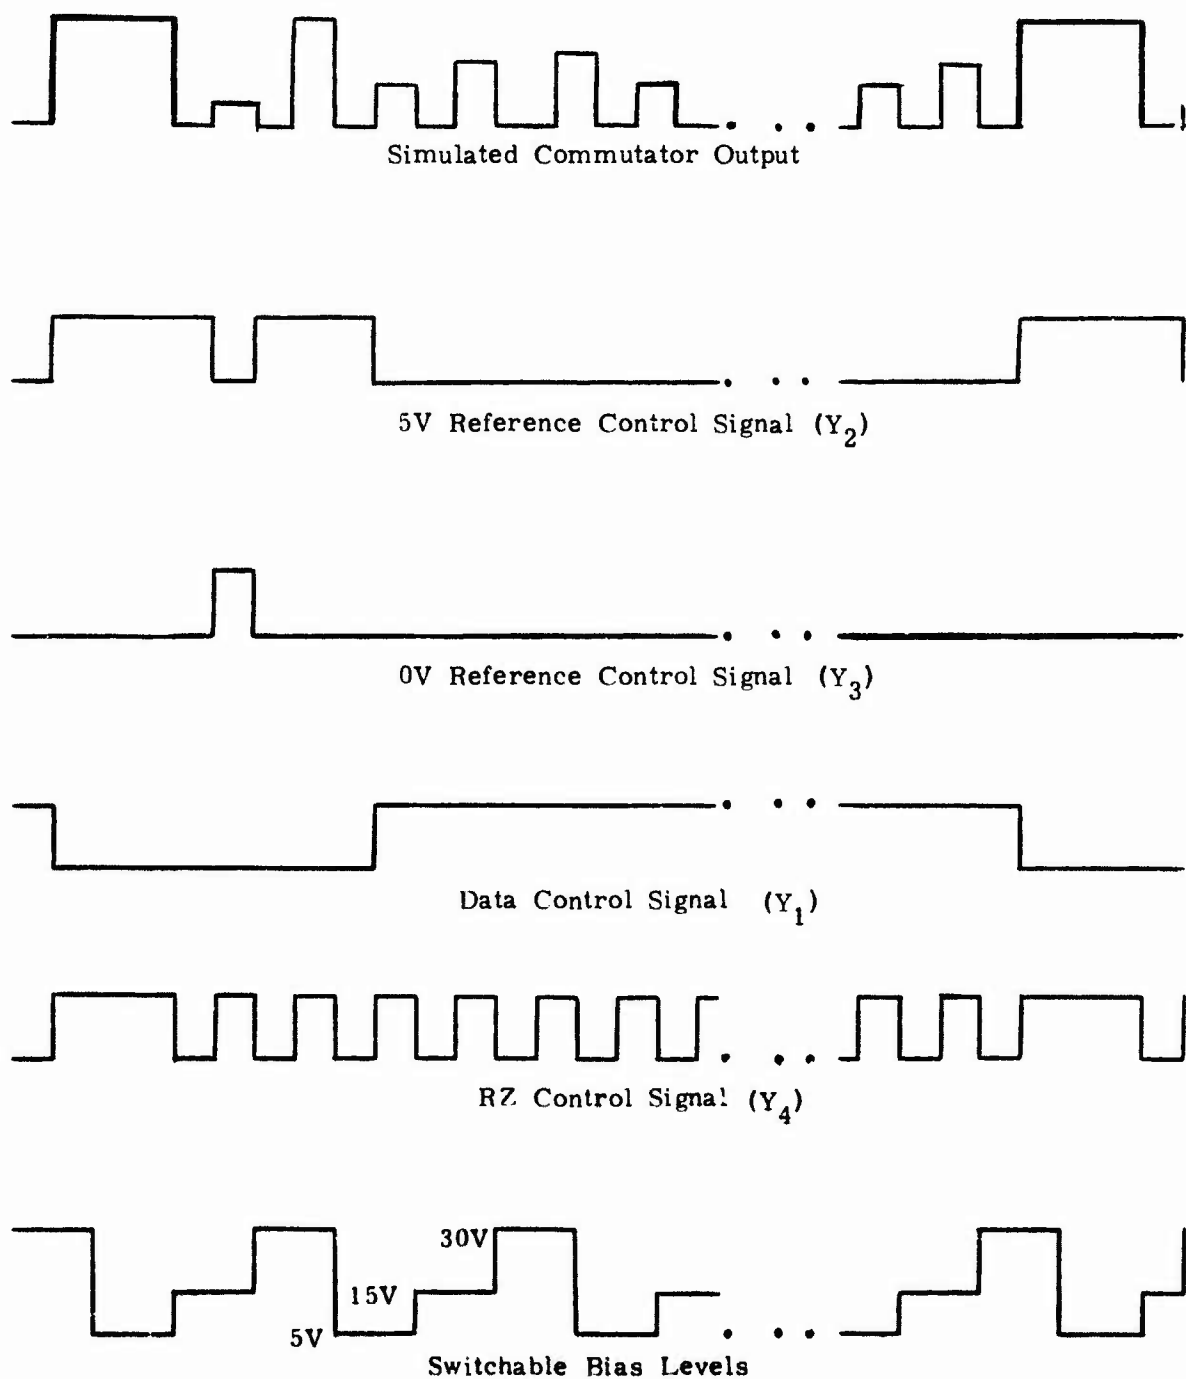 Simulated Commutator Output
5V Reference Control Signal (Y2)
0V Reference Control Signal (Y3)
Data Control Signal (Y1)
RZ Control Signal (Y4)
30V
15V
5V
Switchable Bias Levels